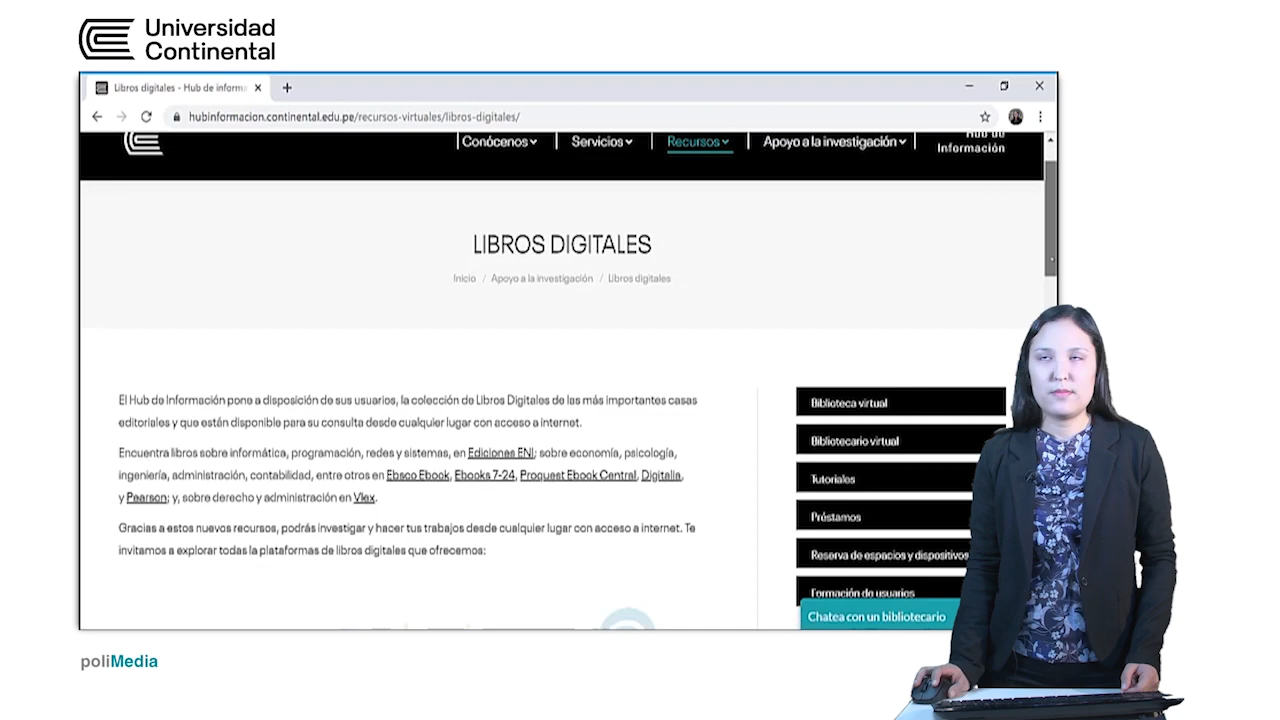 Universidad
Continental
Libros digitales - Hub de informa
hubinformacion.continental.edu.pe/recursos-virtuales/libros-digitales/
Conócenos
Servicios
Recursos
Apoyo a la investigación
Hub de
Información
LIBROS DIGITALES
Inicio / Apoyo a la investigación / Libros digitales
El Hub de Información pone a disposición de sus usuarios, la colección de Libros Digitales de las más importantes casas
editoriales y que están disponible para su consulta desde cualquier lugar con acceso a internet.
Encuentra libros sobre informática, programación, redes y sistemas, en Ediciones ENI; sobre economía, psicología,
ingeniería, administración, contabilidad, entre otros en Ebsco Ebook, Ebooks 7-24, Proquest Ebook Central, Digitalia,
y Pearson; y, sobre derecho y administración en Vlex.
Gracias a estos nuevos recursos, podrás investigar y hacer tus trabajos desde cualquier lugar con acceso a internet. Te
invitamos a explorar todas la plataformas de libros digitales que ofrecemos:
Biblioteca virtual
Bibliotecario virtual
Tutoriales
Préstamos
Reserva de espacios y dispositivos
Formación de usuarios
Chatea con un bibliotecario
poliMedia